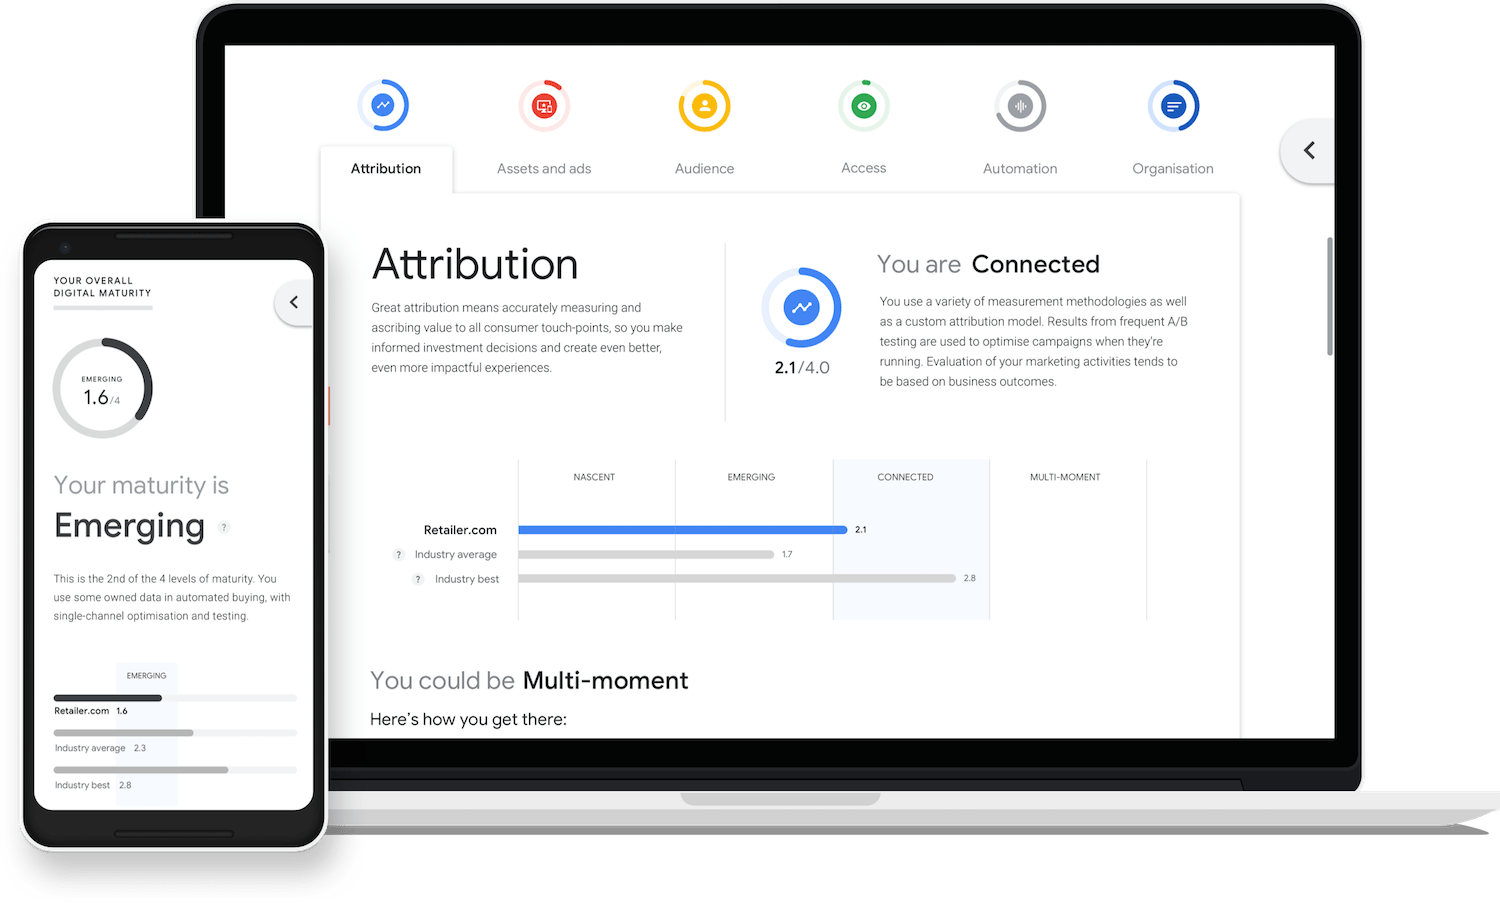 Attribution
Assets and ads
Audience
Access
Automation
Organisation
Attribution
Great attribution means accurately measuring and
ascribing value to all consumer touch-points, so you make
informed investment decisions and create even better,
even more impactful experiences.
2.1/4.0
You are Connected
You use a variety of measurement methodologies as well
as a custom attribution model. Results from frequent A/B
testing are used to optimise campaigns when they're
running. Evaluation of your marketing activities tends to
be based on business outcomes.
NASCENT
EMERGING
CONNECTED
MULTI-MOMENT
Retailer.com 2.1
? Industry average 1.7
? Industry best 2.8
You could be Multi-moment
Here's how you get there:
YOUR OVERALL
DIGITAL MATURITY
EMERGING
1.6/4
Your maturity is
Emerging ?
This is the 2nd of the 4 levels of maturity. You
use some owned data in automated buying, with
single-channel optimisation and testing.
EMERGING
Retailer.com 1.6
Industry average 2.3
Industry best 2.8